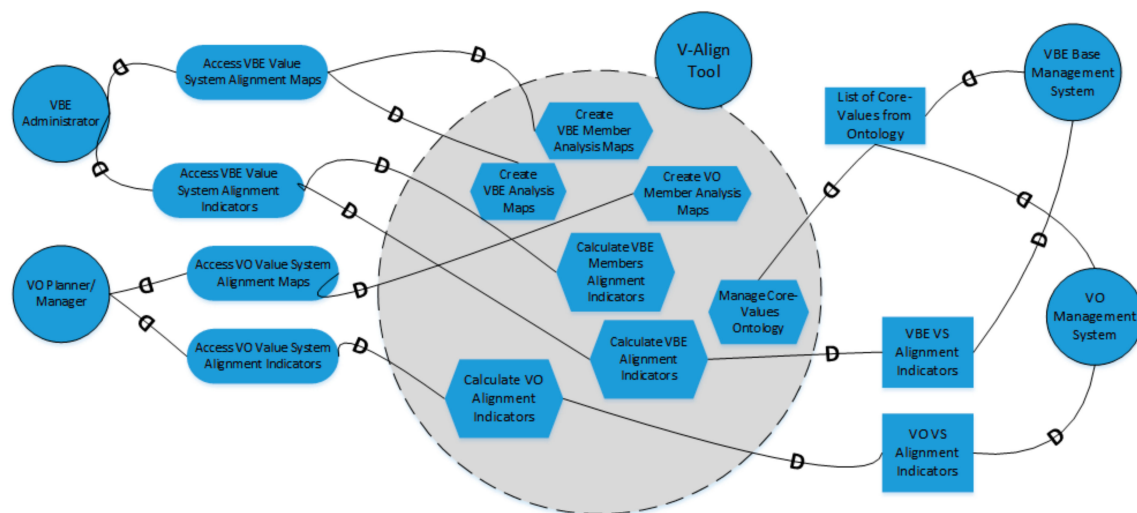 VBE
Administrator
Access VBE Value
System Alignment Maps
Access VBE Value
System Alignment
Indicators
VO Planner/
Manager
Access VO Value System
Alignment Maps
Access VO Value System
Alignment Indicators
D
D
D
D
D
D
D
D
D
D
V-Align
Tool
Create
VBE Member
Analysis Maps
Create
VBE Analysis
Maps
Create VO
Member Analysis
Maps
Calculate VBE
Members
Alignment
Indicators
Manage Core-
Values
Ontology
Calculate VBE
Alignment
Indicators
Calculate VO
Alignment
Indicators
D
D
D
D
D
D
D
List of Core-
Values from
Ontology
VBE Base
Management
System
VO
Management
System
VBE VS
Alignment
Indicators
VO VS
Alignment
Indicators